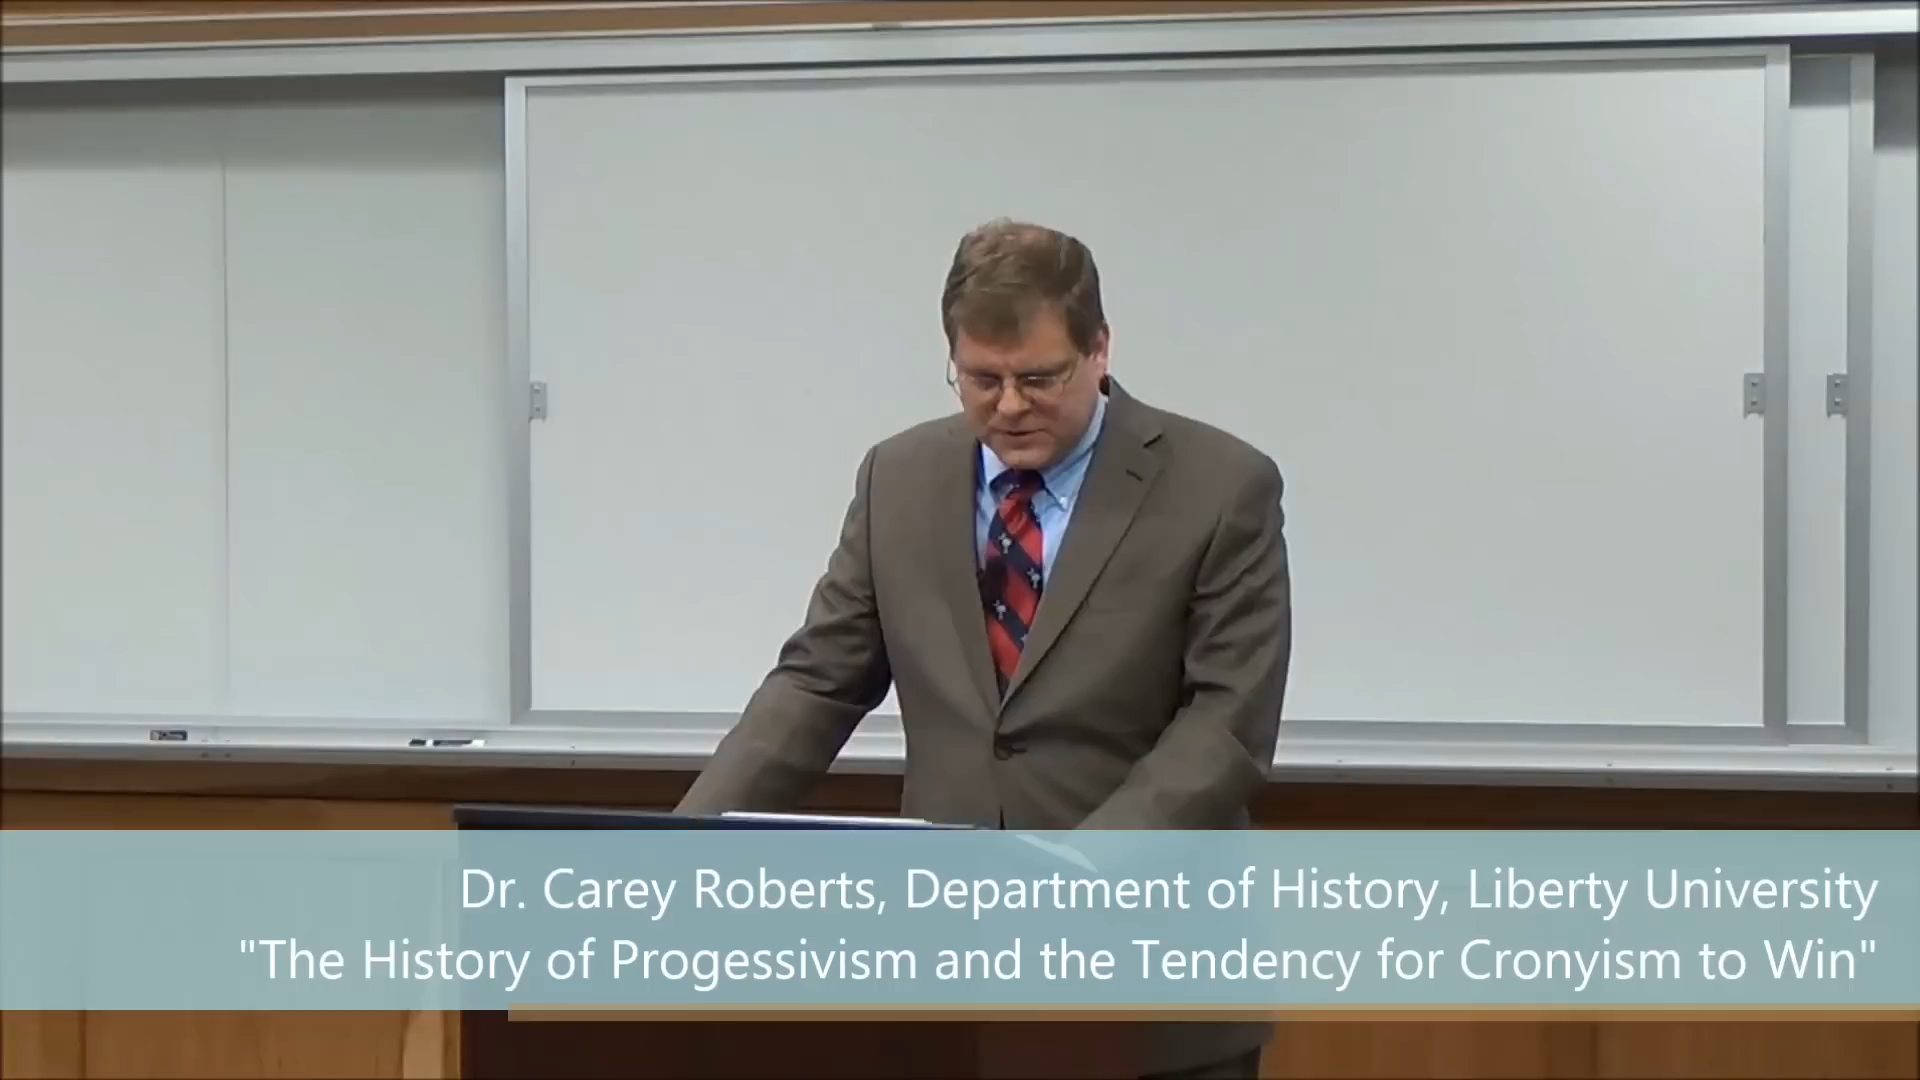 Dr. Carey Roberts, Department of History, Liberty University
"The History of Progessivism and the Tendency for Cronyism to Win"